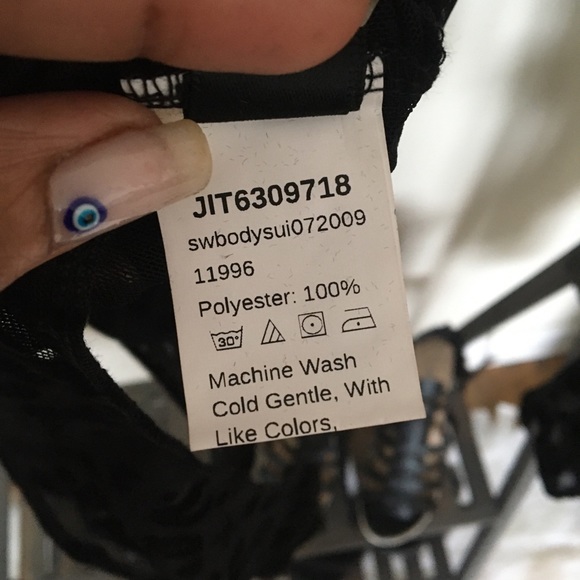 JIT6309718
swbodysui072009
11996
Polyester: 100%
30°
Machine Wash
Cold Gentle, With
Like Colors,